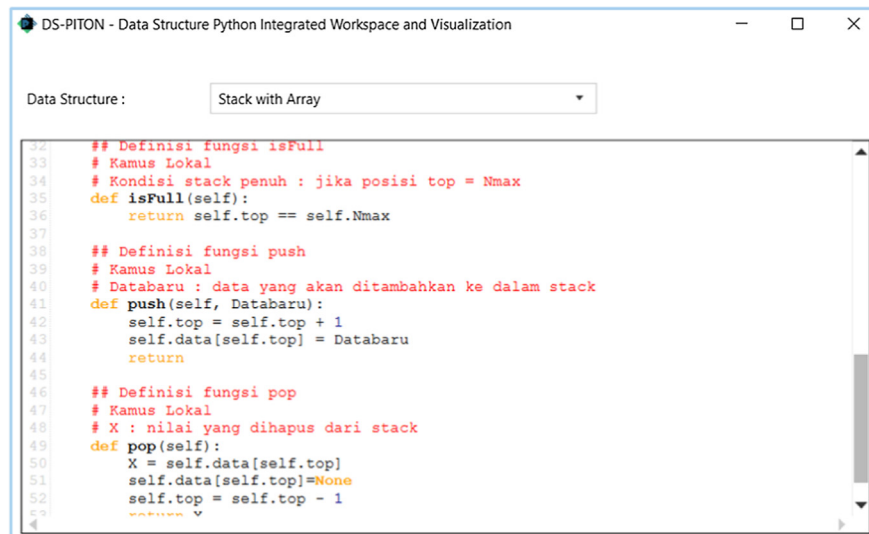 DS-PITON - Data Structure Python Integrated Workspace and Visualization
Data Structure :
Stack with Array
32 ## Definisi fungsi isFull
33 # Kamus Lokal
34 # Kondisi stack penuh : jika posisi top = Nmax
35 def isFull(self):
36 return self.top == self.Nmax
37
38 ## Definisi fungsi push
39 # Kamus Lokal
40 # Databaru : data yang akan ditambahkan ke dalam stack
41 def push(self, Databaru):
42 self.top = self.top + 1
43 self.data[self.top] = Databaru
44 return
45
46 ## Definisi fungsi pop
47 # Kamus Lokal
48 # X : nilai yang dihapus dari stack
49 def pop(self):
50 X = self.data[self.top]
51 self.data[self.top]=None
52 self.top = self.top - 1
53 return X